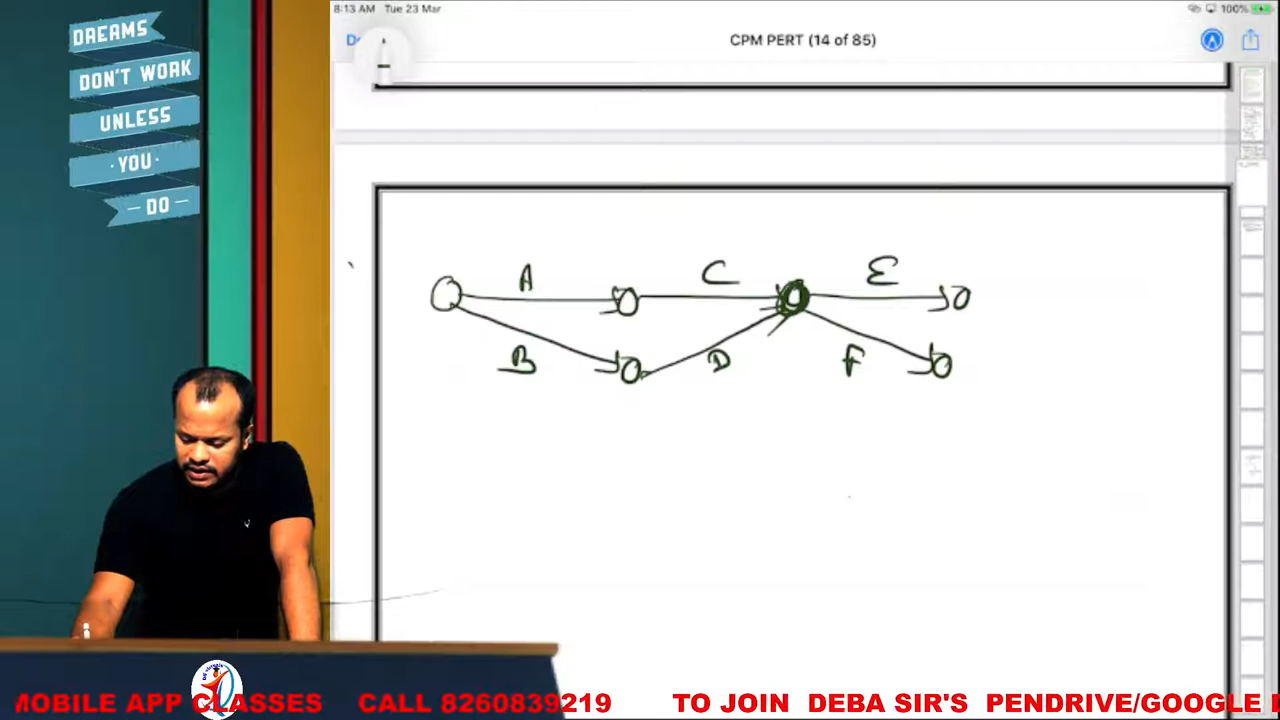 DREAMS
DON'T WORK
UNLESS
·YOU·
— DO —
8:13 AM Tue 23 Mar
100%
CPM PERT (14 of 85)
A
C
E
B
D
F
MOBILE APP CLASSES CALL 8260839219 TO JOIN DEBA SIR'S PENDRIVE/GOOGLE